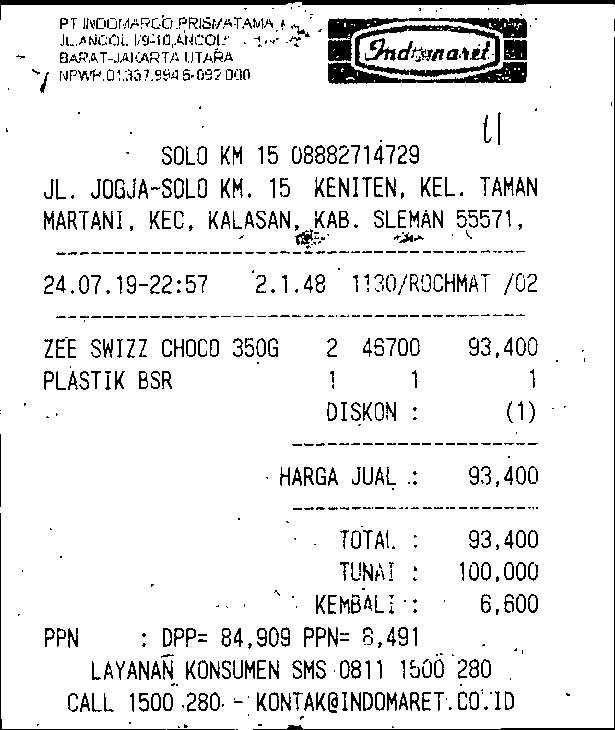 PT.INDOMARCO PRISMATAMA
JL.ANCOL I/9-10,ANCOL
BARAT-JAKARTA UTARA
NPWP.01.337.994.6-092.000
Indomaret
SOLO KM 15 08882714729
JL. JOGJA-SOLO KM. 15 KENITEN, KEL. TAMAN
MARTANI, KEC, KALASAN, KAB. SLEMAN 55571,
24.07.19-22:57 2.1.48 1130/ROCHMAT /02
ZEE SWIZZ CHOCO 350G 2 46700 93,400
PLASTIK BSR 1 1 1
DISKON : (1)
HARGA JUAL : 93,400
TOTAL : 93,400
TUNAI : 100,000
KEMBALI : 6,600
PPN : DPP= 84,909 PPN= 8,491
LAYANAN KONSUMEN SMS 0811 1500 280
CALL 1500 280 - KONTAK@INDOMARET.CO.ID